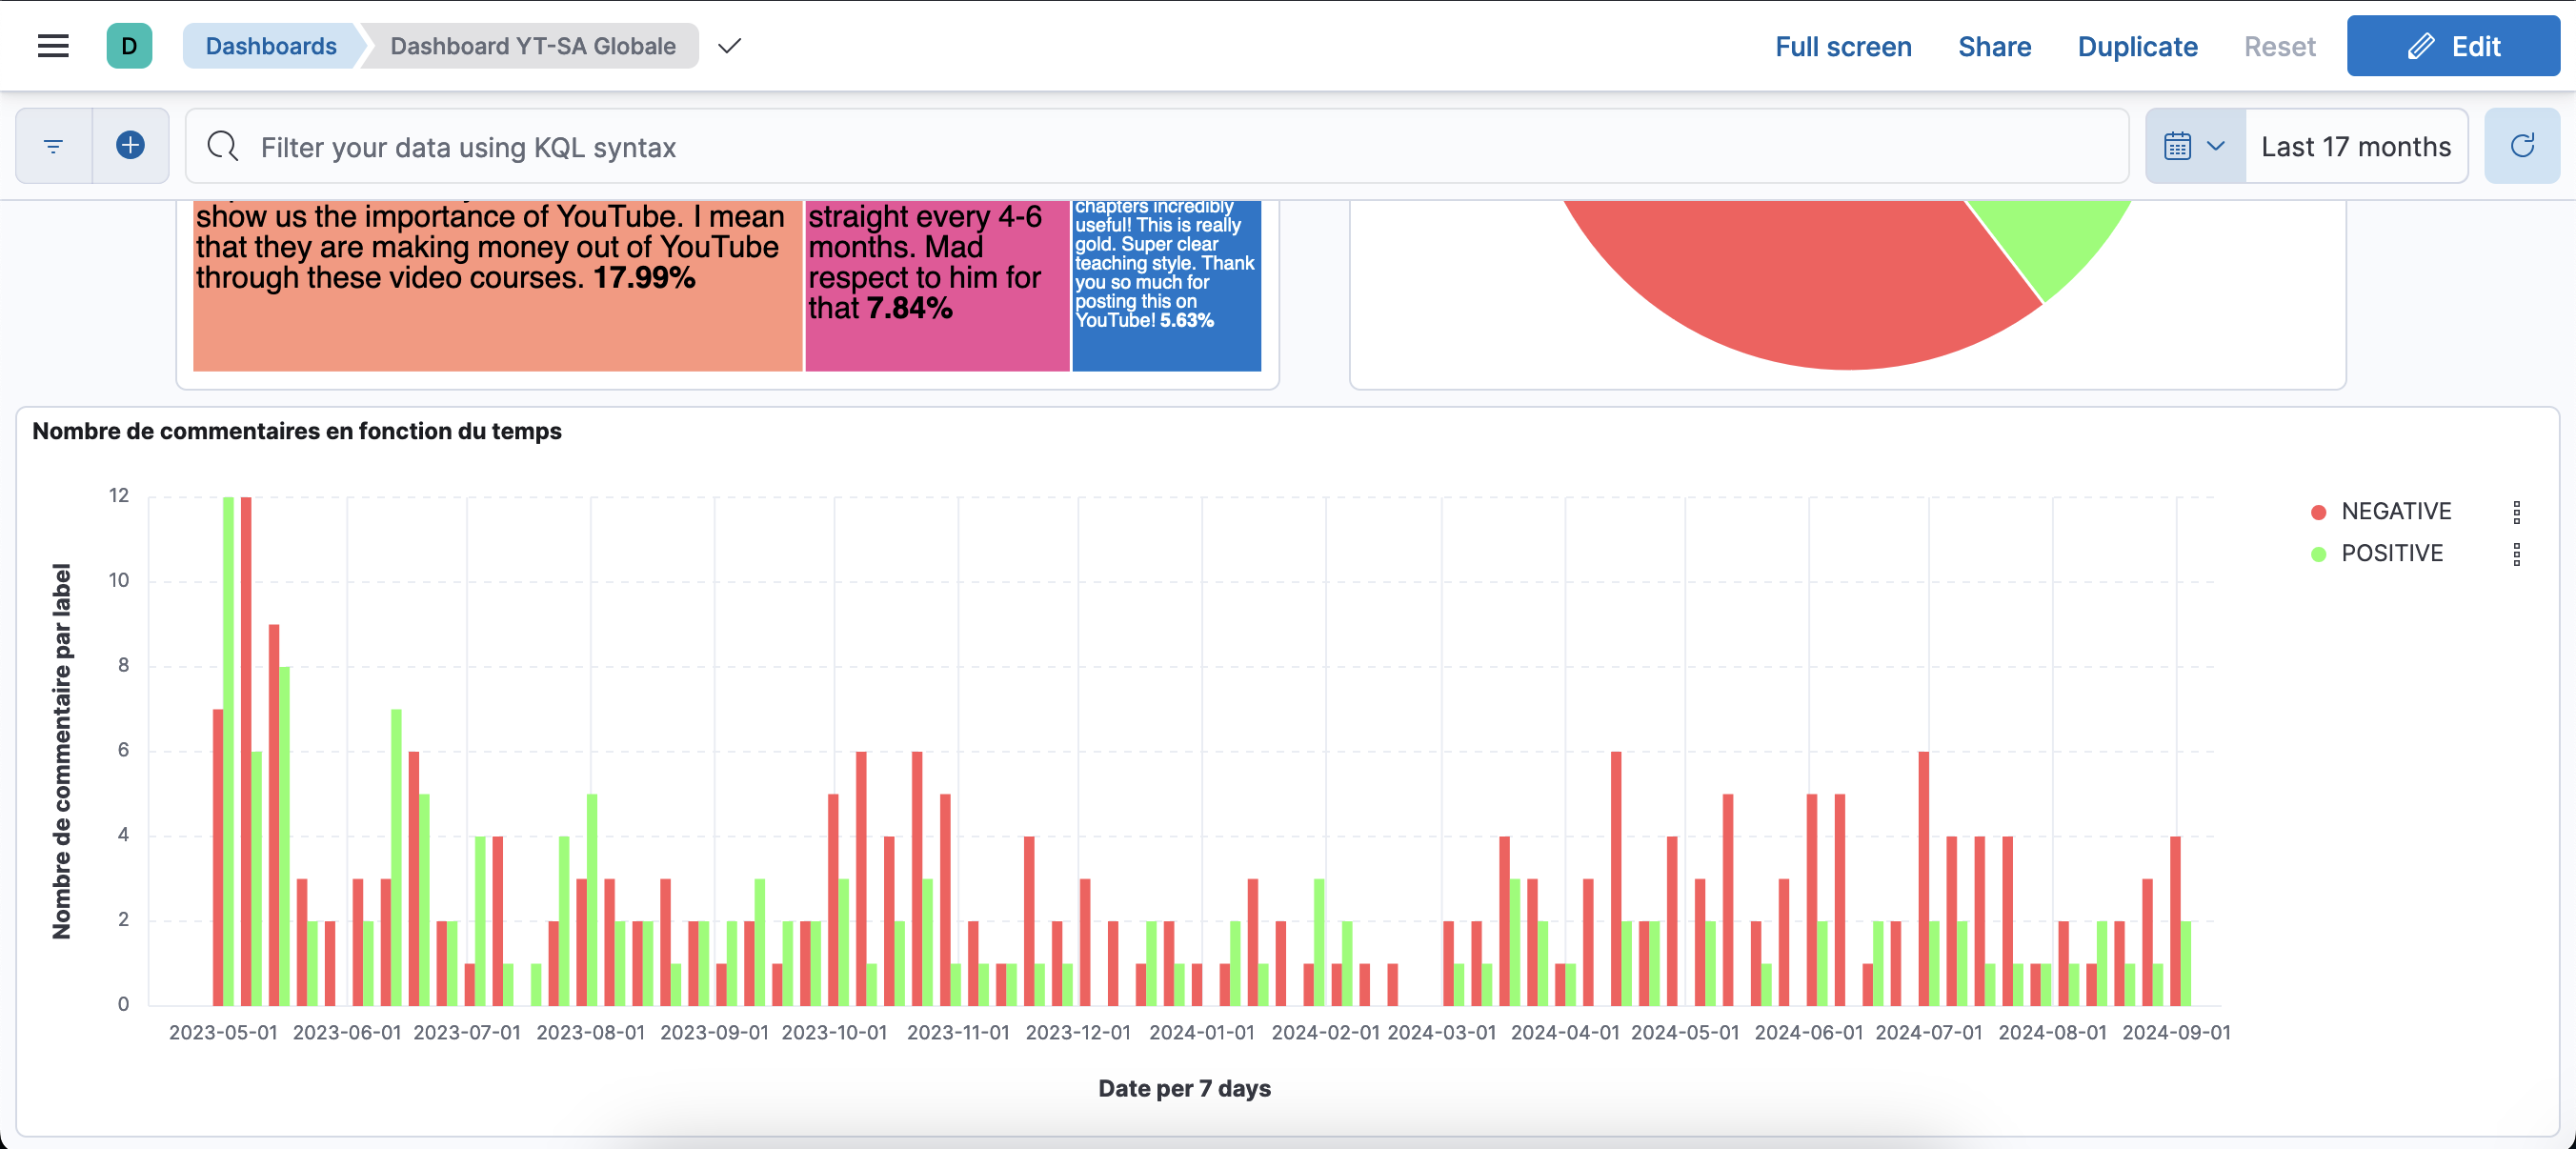 D
Dashboards
Dashboard YT-SA Globale
Full screen
Share
Duplicate
Reset
Edit
Filter your data using KQL syntax
Last 17 months
show us the importance of YouTube. I mean
that they are making money out of YouTube
through these video courses. 17.99%
straight every 4-6
months. Mad
respect to him for
that 7.84%
chapters incredibly
useful! This is really
gold. Super clear
teaching style. Thank
you so much for
posting this on
YouTube! 5.63%
Nombre de commentaires en fonction du temps
Nombre de commentaire par label
12
10
8
6
4
2
0
2023-05-01
2023-06-01
2023-07-01
2023-08-01
2023-09-01
2023-10-01
2023-11-01
2023-12-01
2024-01-01
2024-02-01
2024-03-01
2024-04-01
2024-05-01
2024-06-01
2024-07-01
2024-08-01
2024-09-01
Date per 7 days
NEGATIVE
POSITIVE